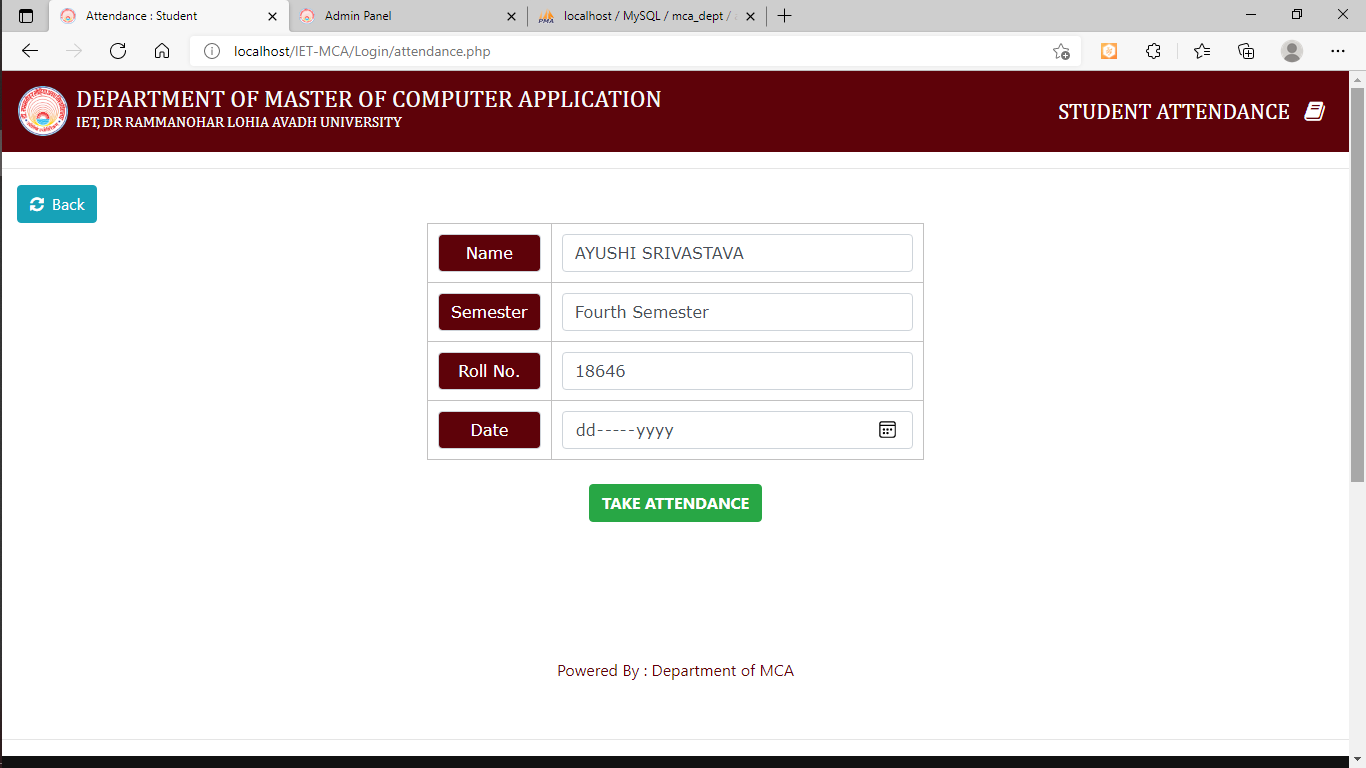 Attendance : Student
Admin Panel
localhost / MySQL / mca_dept /
localhost/IET-MCA/Login/attendance.php
DEPARTMENT OF MASTER OF COMPUTER APPLICATION
IET, DR RAMMANOHAR LOHIA AVADH UNIVERSITY
STUDENT ATTENDANCE
Back
Name AYUSHI SRIVASTAVA
Semester Fourth Semester
Roll No. 18646
Date dd-----yyyy
TAKE ATTENDANCE
Powered By : Department of MCA